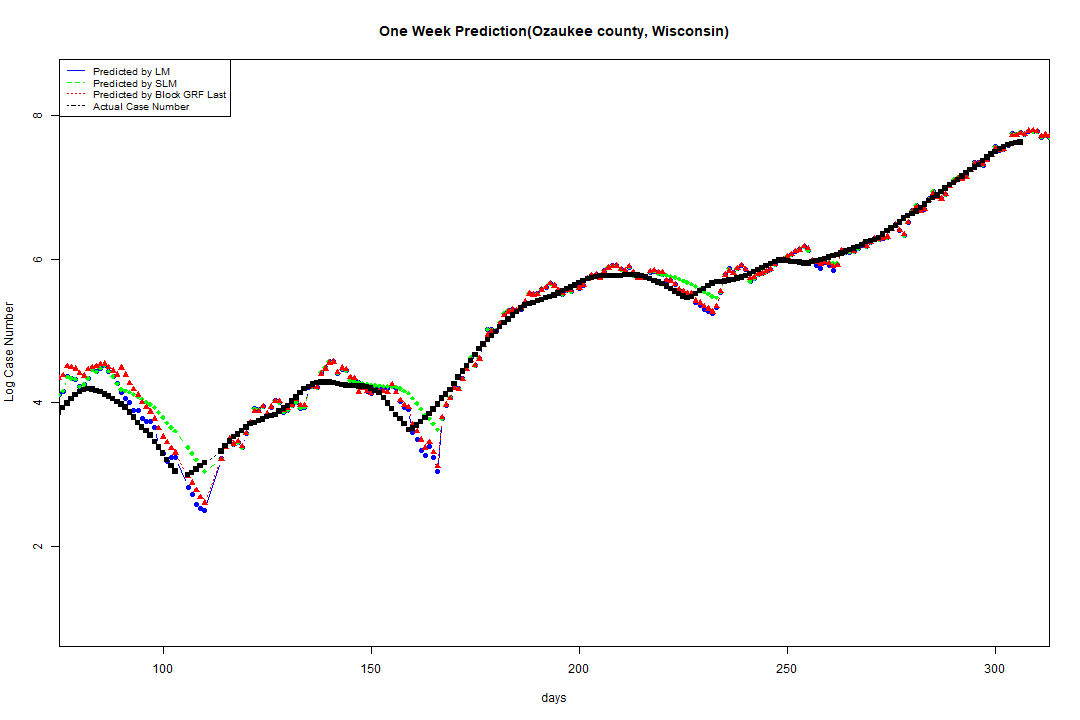 One Week Prediction(Ozaukee county, Wisconsin)
Predicted by LM
Predicted by SLM
Predicted by Block GRF Last
Actual Case Number
8
6
4
2
Log Case Number
100 150 200 250 300
days